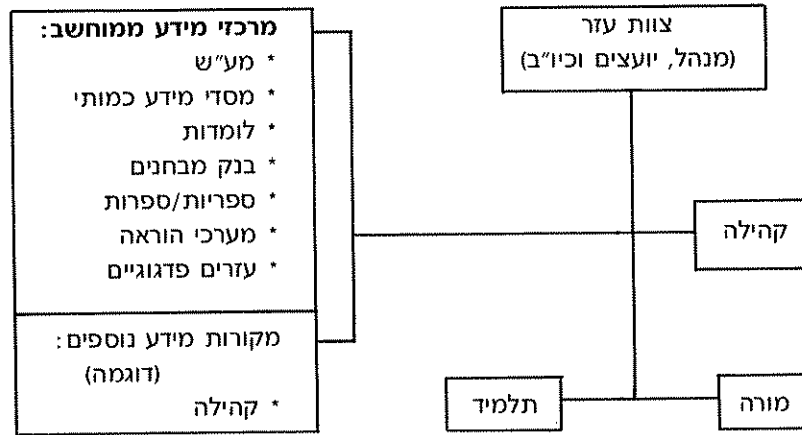 צוות עזר
(מנהל, יועצים וכיו״ב)
מרכזי מידע ממוחשב:
* מע״ש
* מסדי מידע כמותי
* לומדות
* בנק מבחנים
* ספריות/ספרות
* מערכי הוראה
* עזרים פדגוגיים
קהילה
מקורות מידע נוספים:
(דוגמה)
* קהילה
מורה
תלמיד